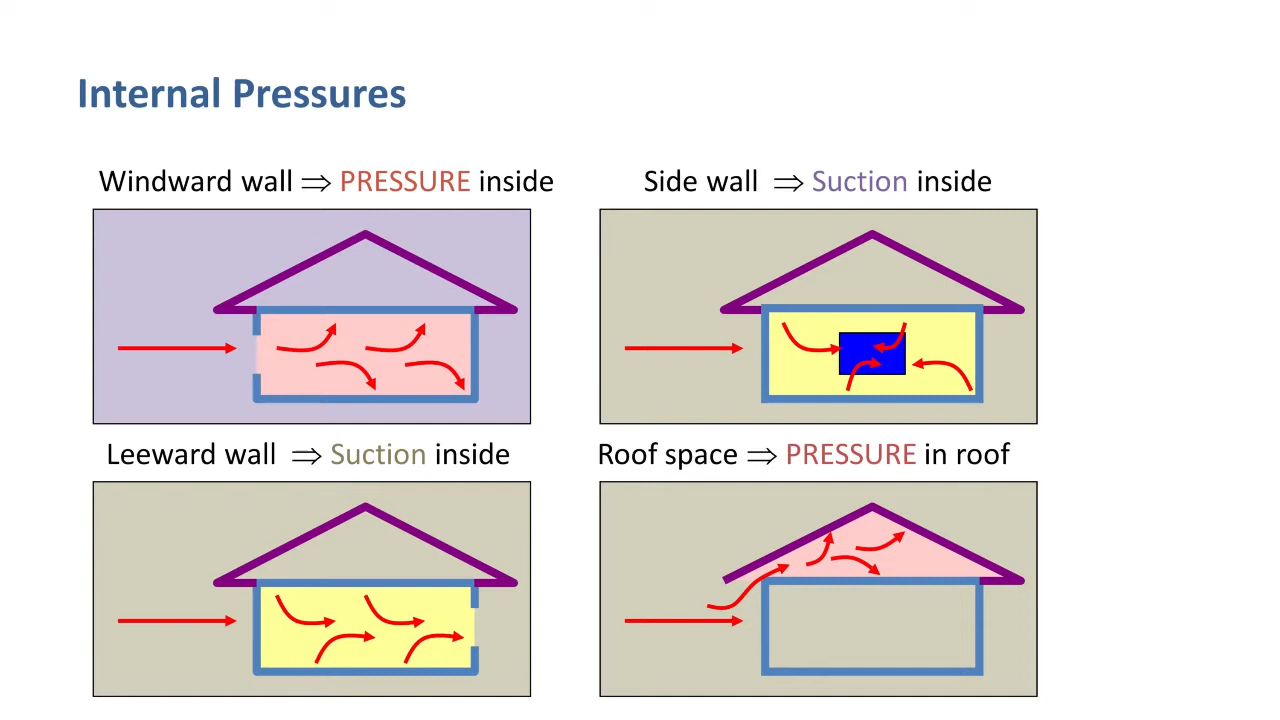 Internal Pressures
Windward wall ⇒ PRESSURE inside
Side wall ⇒ Suction inside
Leeward wall ⇒ Suction inside
Roof space ⇒ PRESSURE in roof